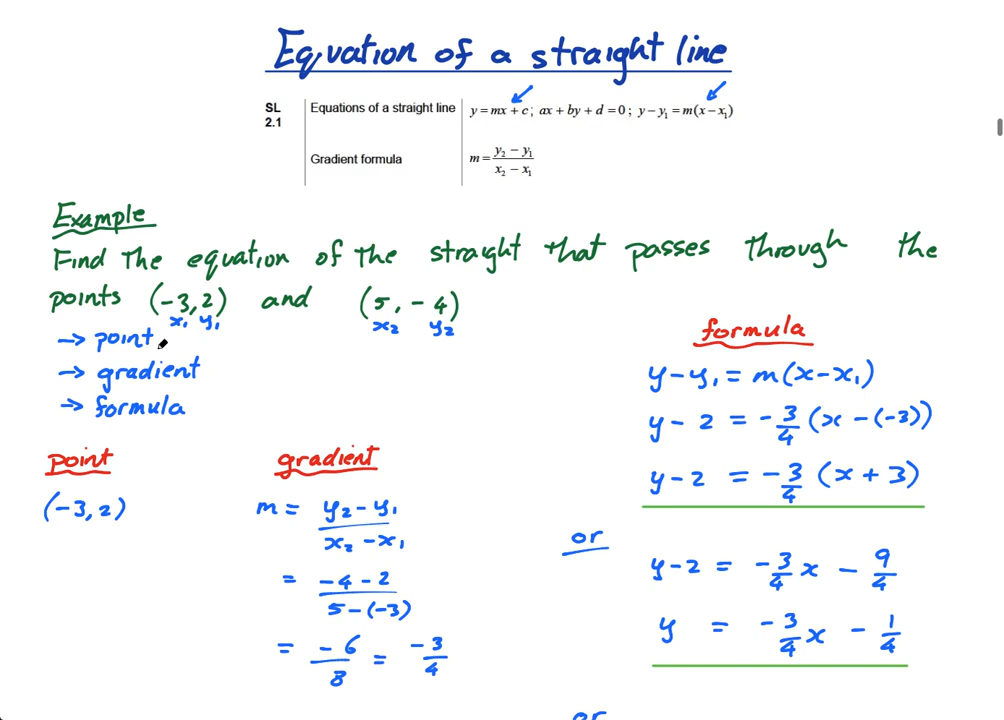 Equation of a straight line
SL 2.1 Equations of a straight line y = mx + c; ax + by + d = 0; y − y₁ = m(x − x₁)
Gradient formula m = (y₂ − y₁)/(x₂ − x₁)
Example
Find the equation of the straight that passes through the
points (-3, 2) and (5, -4)
x₁ y₁ x₂ y₂
→ point
→ gradient
→ formula
point
(-3, 2)
gradient
m = (y₂ - y₁)/(x₂ - x₁)
= (-4 - 2)/(5 - (-3))
= -6/8 = -3/4
formula
y - y₁ = m(x - x₁)
y - 2 = -3/4 (x - (-3))
y - 2 = -3/4 (x + 3)
or
y - 2 = -3/4 x - 9/4
y = -3/4 x - 1/4
or